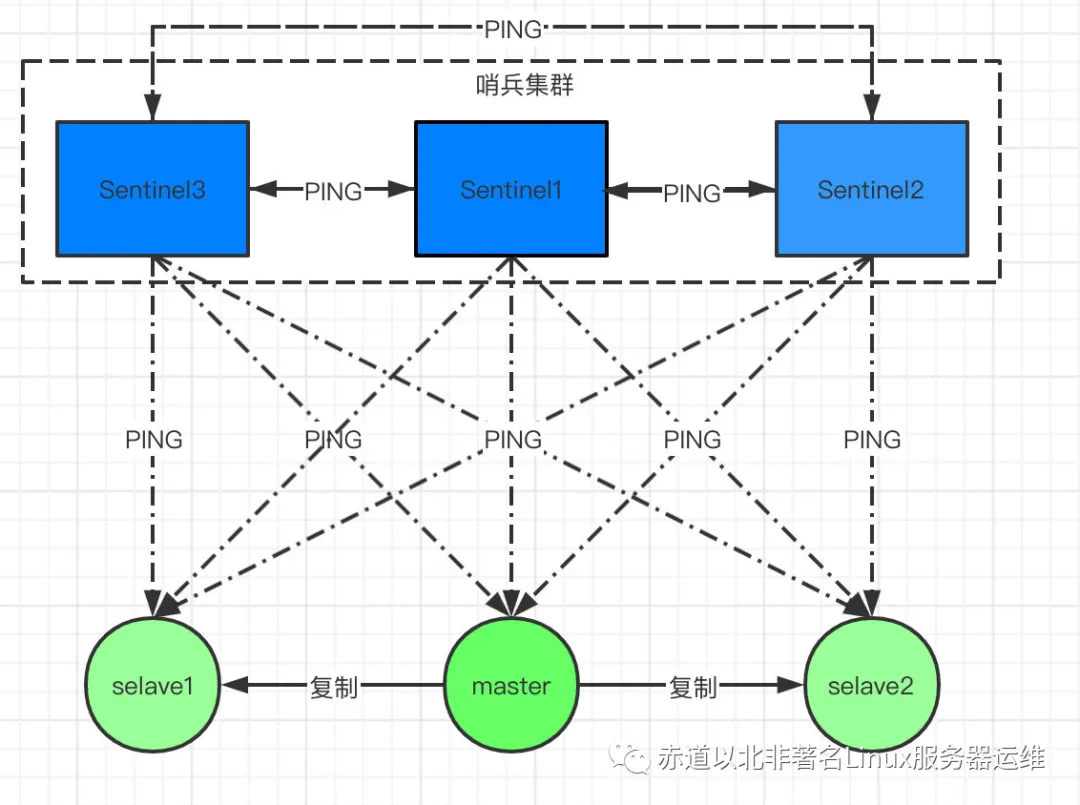 PING
哨兵集群
Sentinel3
PING
Sentinel1
PING
Sentinel2
PING
PING
PING
PING
PING
selave1
复制
master
复制
selave2
赤道以北非著名Linux服务器运维